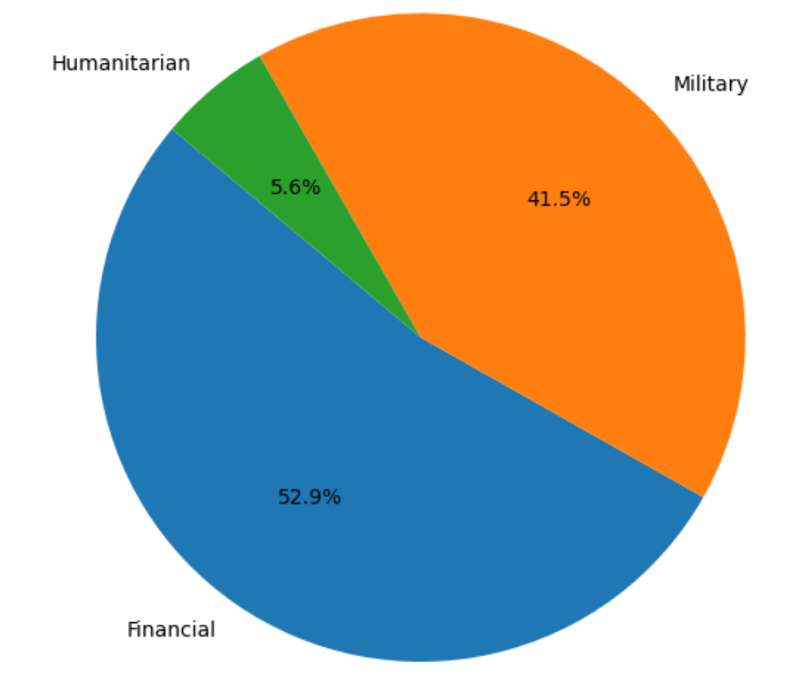 Humanitarian
Military
5.6%
41.5%
52.9%
Financial